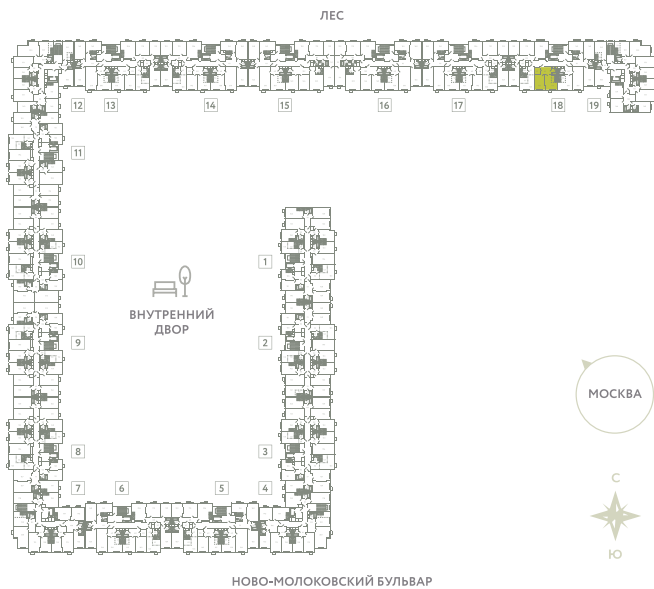 ЛЕС
12 13 14 15 16 17 18 19
11
10 1
ВНУТРЕННИЙ
ДВОР
9 2
МОСКВА
8 3
7 6 5 4
С
Ю
НОВО-МОЛОКОВСКИЙ БУЛЬВАР